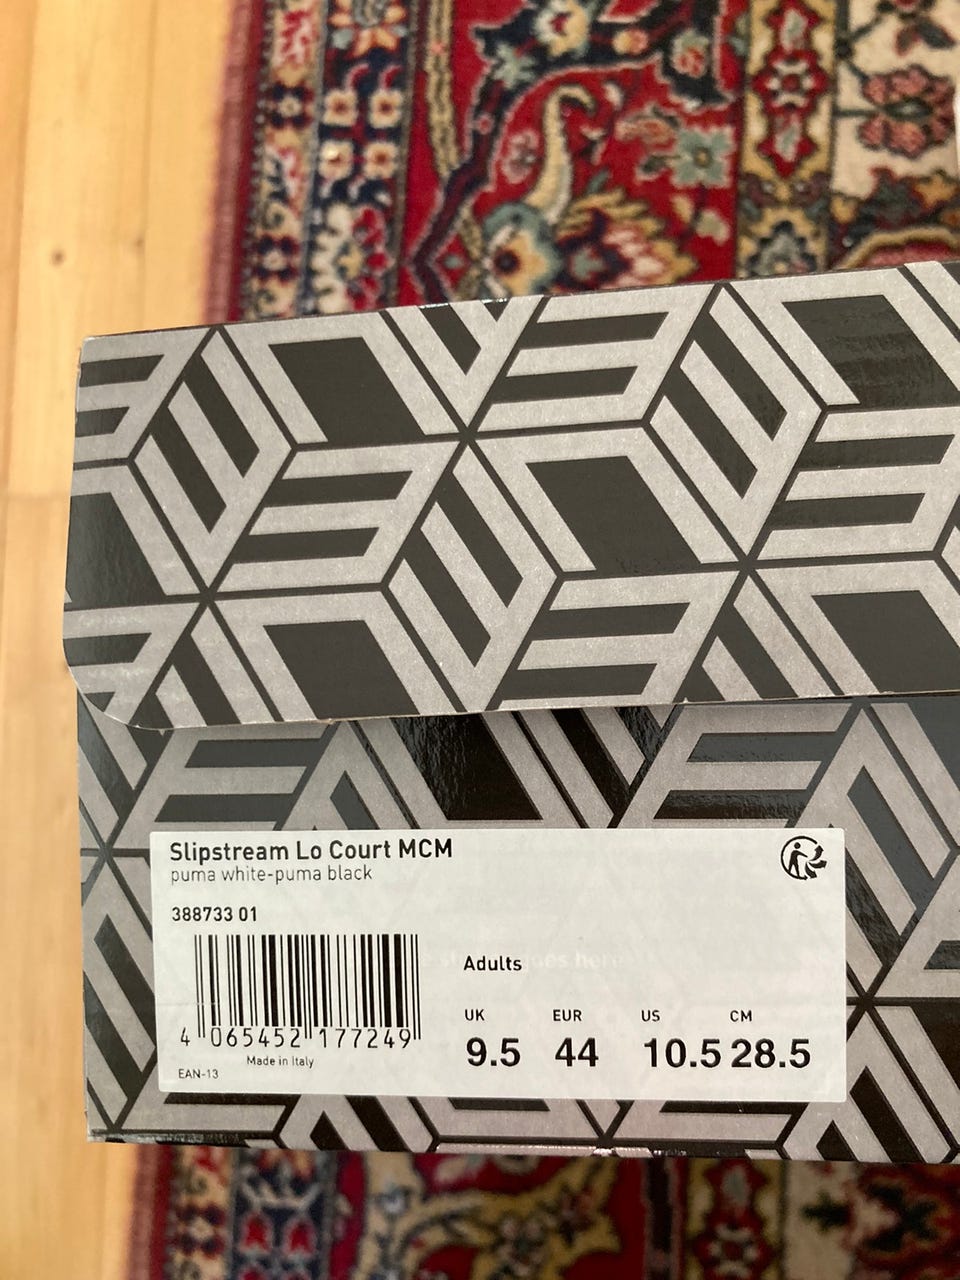 Slipstream Lo Court MCM
puma white-puma black
388733 01
Adults
UK EUR US CM
9.5 44 10.5 28.5
4 065452 177249
Made in Italy
EAN-13